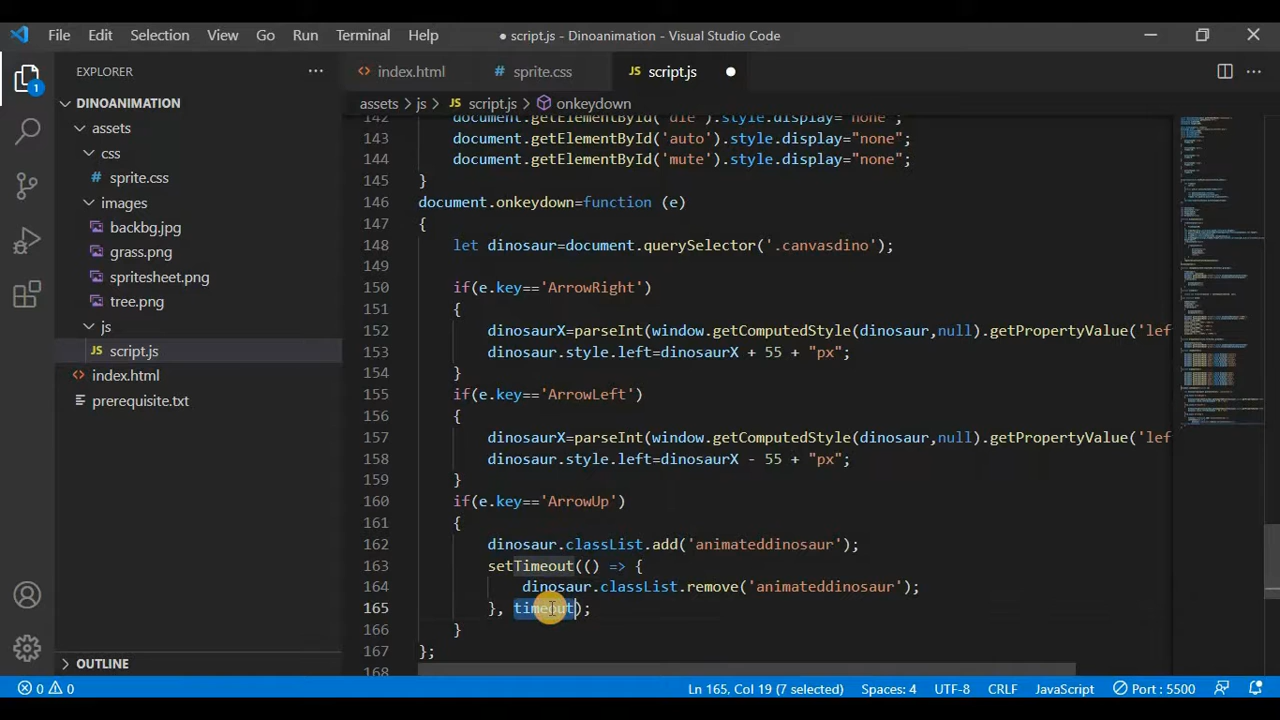 File Edit Selection View Go Run Terminal Help
● script.js - Dinoanimation - Visual Studio Code
EXPLORER
DINOANIMATION
assets
css
sprite.css
images
backbg.jpg
grass.png
spritesheet.png
tree.png
js
JS script.js
<> index.html
prerequisite.txt
OUTLINE
1
<> index.html # sprite.css JS script.js ●
assets > js > JS script.js > onkeydown
142 document.getElementById('die').style.display="none";
143 document.getElementById('auto').style.display="none";
144 document.getElementById('mute').style.display="none";
145 }
146 document.onkeydown=function (e)
147 {
148 let dinosaur=document.querySelector('.canvasdino');
149
150 if(e.key=='ArrowRight')
151 {
152 dinosaurX=parseInt(window.getComputedStyle(dinosaur,null).getPropertyValue('lef
153 dinosaur.style.left=dinosaurX + 55 + "px";
154 }
155 if(e.key=='ArrowLeft')
156 {
157 dinosaurX=parseInt(window.getComputedStyle(dinosaur,null).getPropertyValue('lef
158 dinosaur.style.left=dinosaurX - 55 + "px";
159 }
160 if(e.key=='ArrowUp')
161 {
162 dinosaur.classList.add('animateddinosaur');
163 setTimeout(() => {
164 dinosaur.classList.remove('animateddinosaur');
165 }, timeout);
166 }
167 };
168
0 0 Ln 165, Col 19 (7 selected) Spaces: 4 UTF-8 CRLF JavaScript Port : 5500